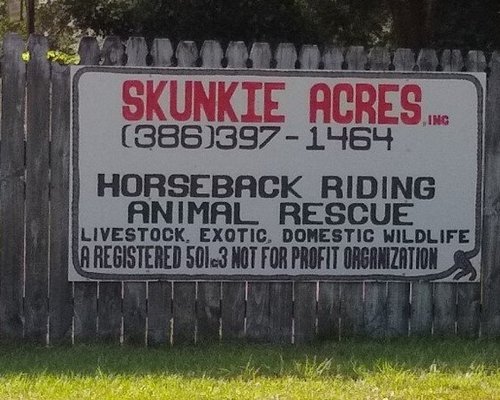 SKUNKIE ACRES, INC
(386)397-1464
HORSEBACK RIDING
ANIMAL RESCUE
LIVESTOCK, EXOTIC, DOMESTIC WILDLIFE
A REGISTERED 501c3 NOT FOR PROFIT ORGANIZATION